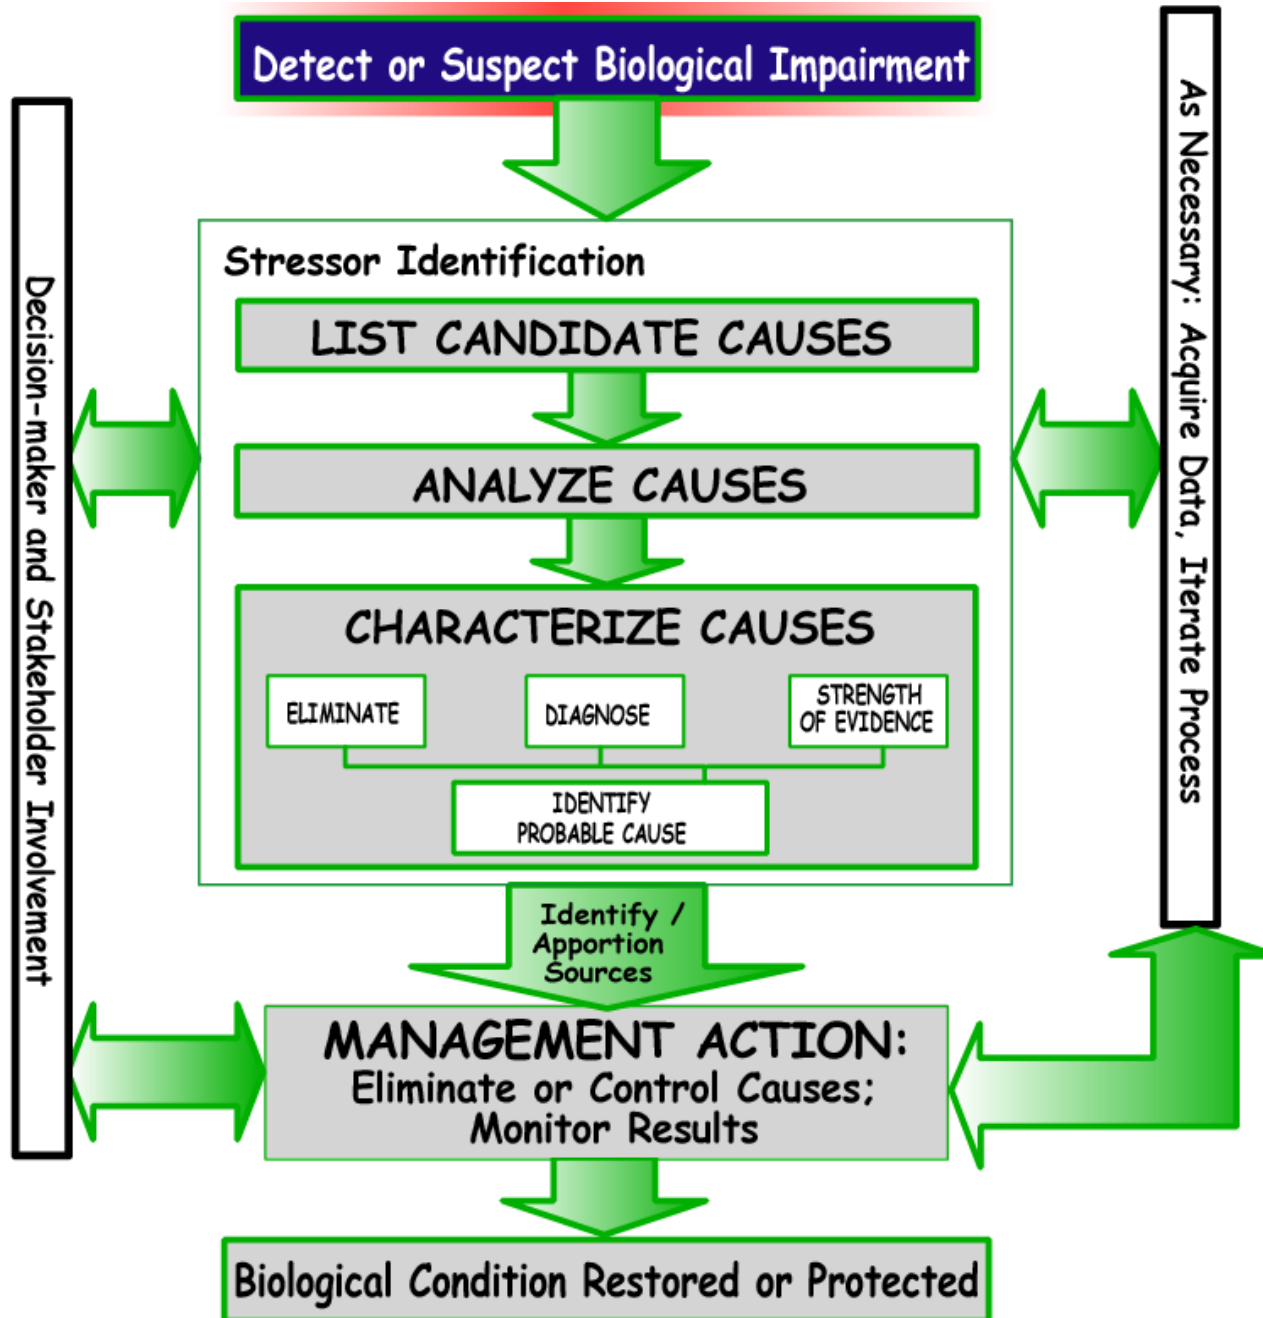 Detect or Suspect Biological Impairment
Stressor Identification
LIST CANDIDATE CAUSES
ANALYZE CAUSES
CHARACTERIZE CAUSES
ELIMINATE
DIAGNOSE
STRENGTH
OF EVIDENCE
IDENTIFY
PROBABLE CAUSE
Identify /
Apportion
Sources
MANAGEMENT ACTION:
Eliminate or Control Causes;
Monitor Results
Biological Condition Restored or Protected
Decision-maker and Stakeholder Involvement
As Necessary: Acquire Data, Iterate Process